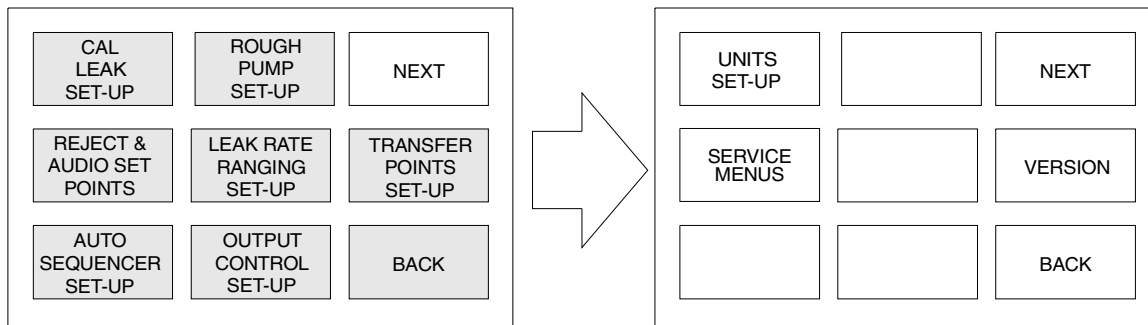 CAL
LEAK
SET-UP
ROUGH
PUMP
SET-UP
NEXT
REJECT &
AUDIO SET
POINTS
LEAK RATE
RANGING
SET-UP
TRANSFER
POINTS
SET-UP
AUTO
SEQUENCER
SET-UP
OUTPUT
CONTROL
SET-UP
BACK
UNITS
SET-UP
NEXT
SERVICE
MENUS
VERSION
BACK